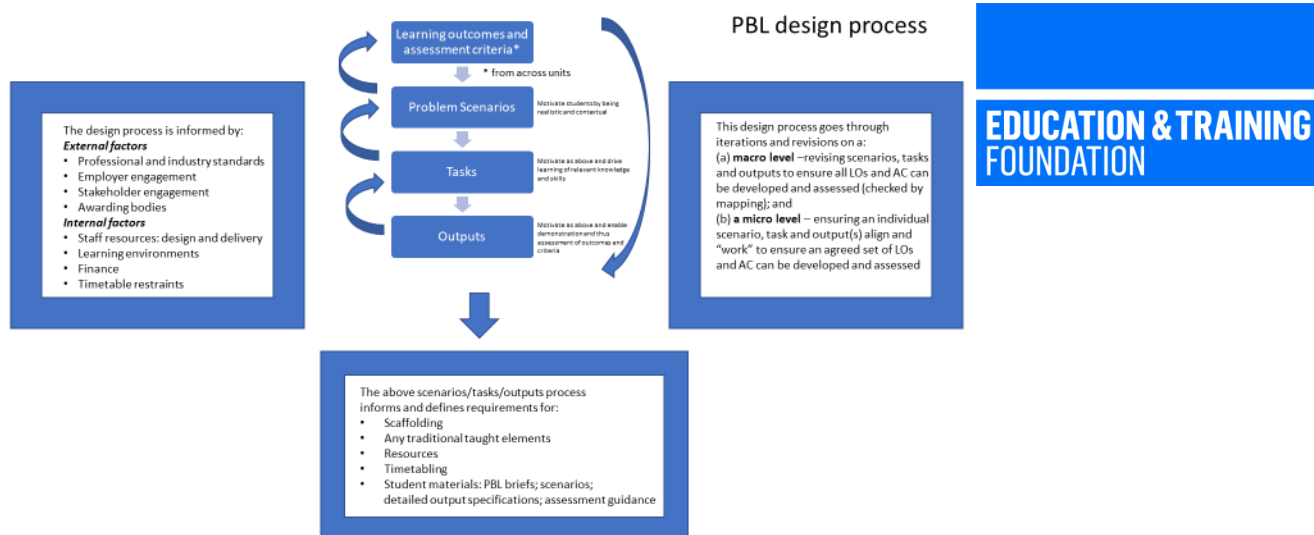 PBL design process
EDUCATION & TRAINING
FOUNDATION
Learning outcomes and
assessment criteria*
* from across units
Problem Scenarios
Motivate students by being
realistic and contextual
Tasks
Motivate as above and drive
learning of relevant knowledge
and skills
Outputs
Motivate as above and enable
demonstration and thus
assessment of outcomes and
criteria
The design process is informed by:
External factors
• Professional and industry standards
• Employer engagement
• Stakeholder engagement
• Awarding bodies
Internal factors
• Staff resources: design and delivery
• Learning environments
• Finance
• Timetable restraints
This design process goes through
iterations and revisions on a:
(a) macro level –revising scenarios, tasks
and outputs to ensure all LOs and AC can
be developed and assessed (checked by
mapping); and
(b) a micro level – ensuring an individual
scenario, task and output(s) align and
“work” to ensure an agreed set of LOs
and AC can be developed and assessed
The above scenarios/tasks/outputs process
informs and defines requirements for:
• Scaffolding
• Any traditional taught elements
• Resources
• Timetabling
• Student materials: PBL briefs; scenarios;
detailed output specifications; assessment guidance